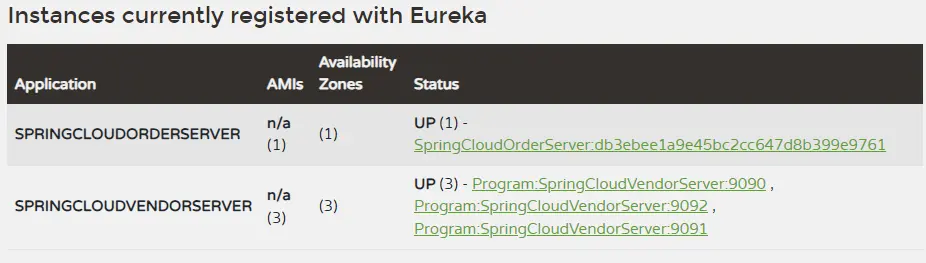 Instances currently registered with Eureka
Application AMIs Availability Zones Status
SPRINGCLOUDORDERSERVER n/a (1) (1) UP (1) -
SpringCloudOrderServer:db3ebee1a9e45bc2cc647d8b399e9761
SPRINGCLOUDVENDORSERVER n/a (3) (3) UP (3) - Program:SpringCloudVendorServer:9090 ,
Program:SpringCloudVendorServer:9092 ,
Program:SpringCloudVendorServer:9091